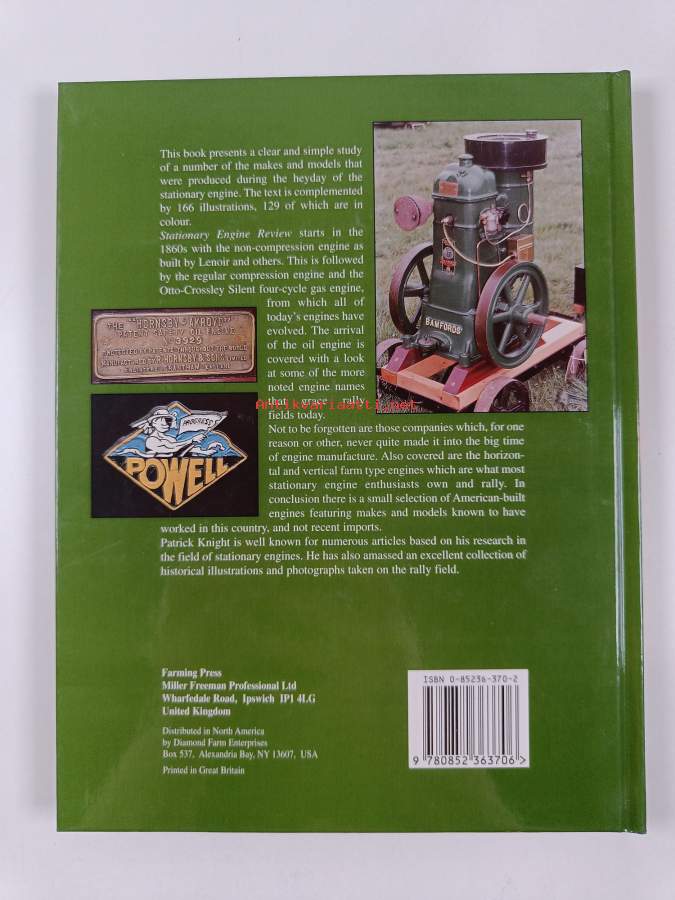 This book presents a clear and simple study
of a number of the makes and models that
were produced during the heyday of the
stationary engine. The text is complemented
by 166 illustrations, 129 of which are in
colour.
Stationary Engine Review starts in the
1860s with the non-compression engine as
built by Lenoir and others. This is followed
by the regular compression engine and the
Otto-Crossley Silent four-cycle gas engine,
from which all of
today's engines have
evolved. The arrival
of the oil engine is
covered with a look
at some of the more
noted engine names
that grace rally
fields today.
Not to be forgotten are those companies which, for one
reason or other, never quite made it into the big time
of engine manufacture. Also covered are the horizon-
tal and vertical farm type engines which are what most
stationary engine enthusiasts own and rally. In
conclusion there is a small selection of American-built
engines featuring makes and models known to have
worked in this country, and not recent imports.
Patrick Knight is well known for numerous articles based on his research in
the field of stationary engines. He has also amassed an excellent collection of
historical illustrations and photographs taken on the rally field.
THE "HORNSBY-AKROYD"
PATENT SAFETY OIL ENGINE
3929
MANUFACTURED BY R. HORNSBY & SONS LIMITED
ENGINEERS GRANTHAM ENGLAND
PROGRESS
POWELL
BAMFORDS
Antikvariaatti.net
Farming Press
Miller Freeman Professional Ltd
Wharfedale Road, Ipswich IP1 4LG
United Kingdom
Distributed in North America
by Diamond Farm Enterprises
Box 537, Alexandria Bay, NY 13607, USA
Printed in Great Britain
ISBN 0-85236-370-2
9 780852 363706 >